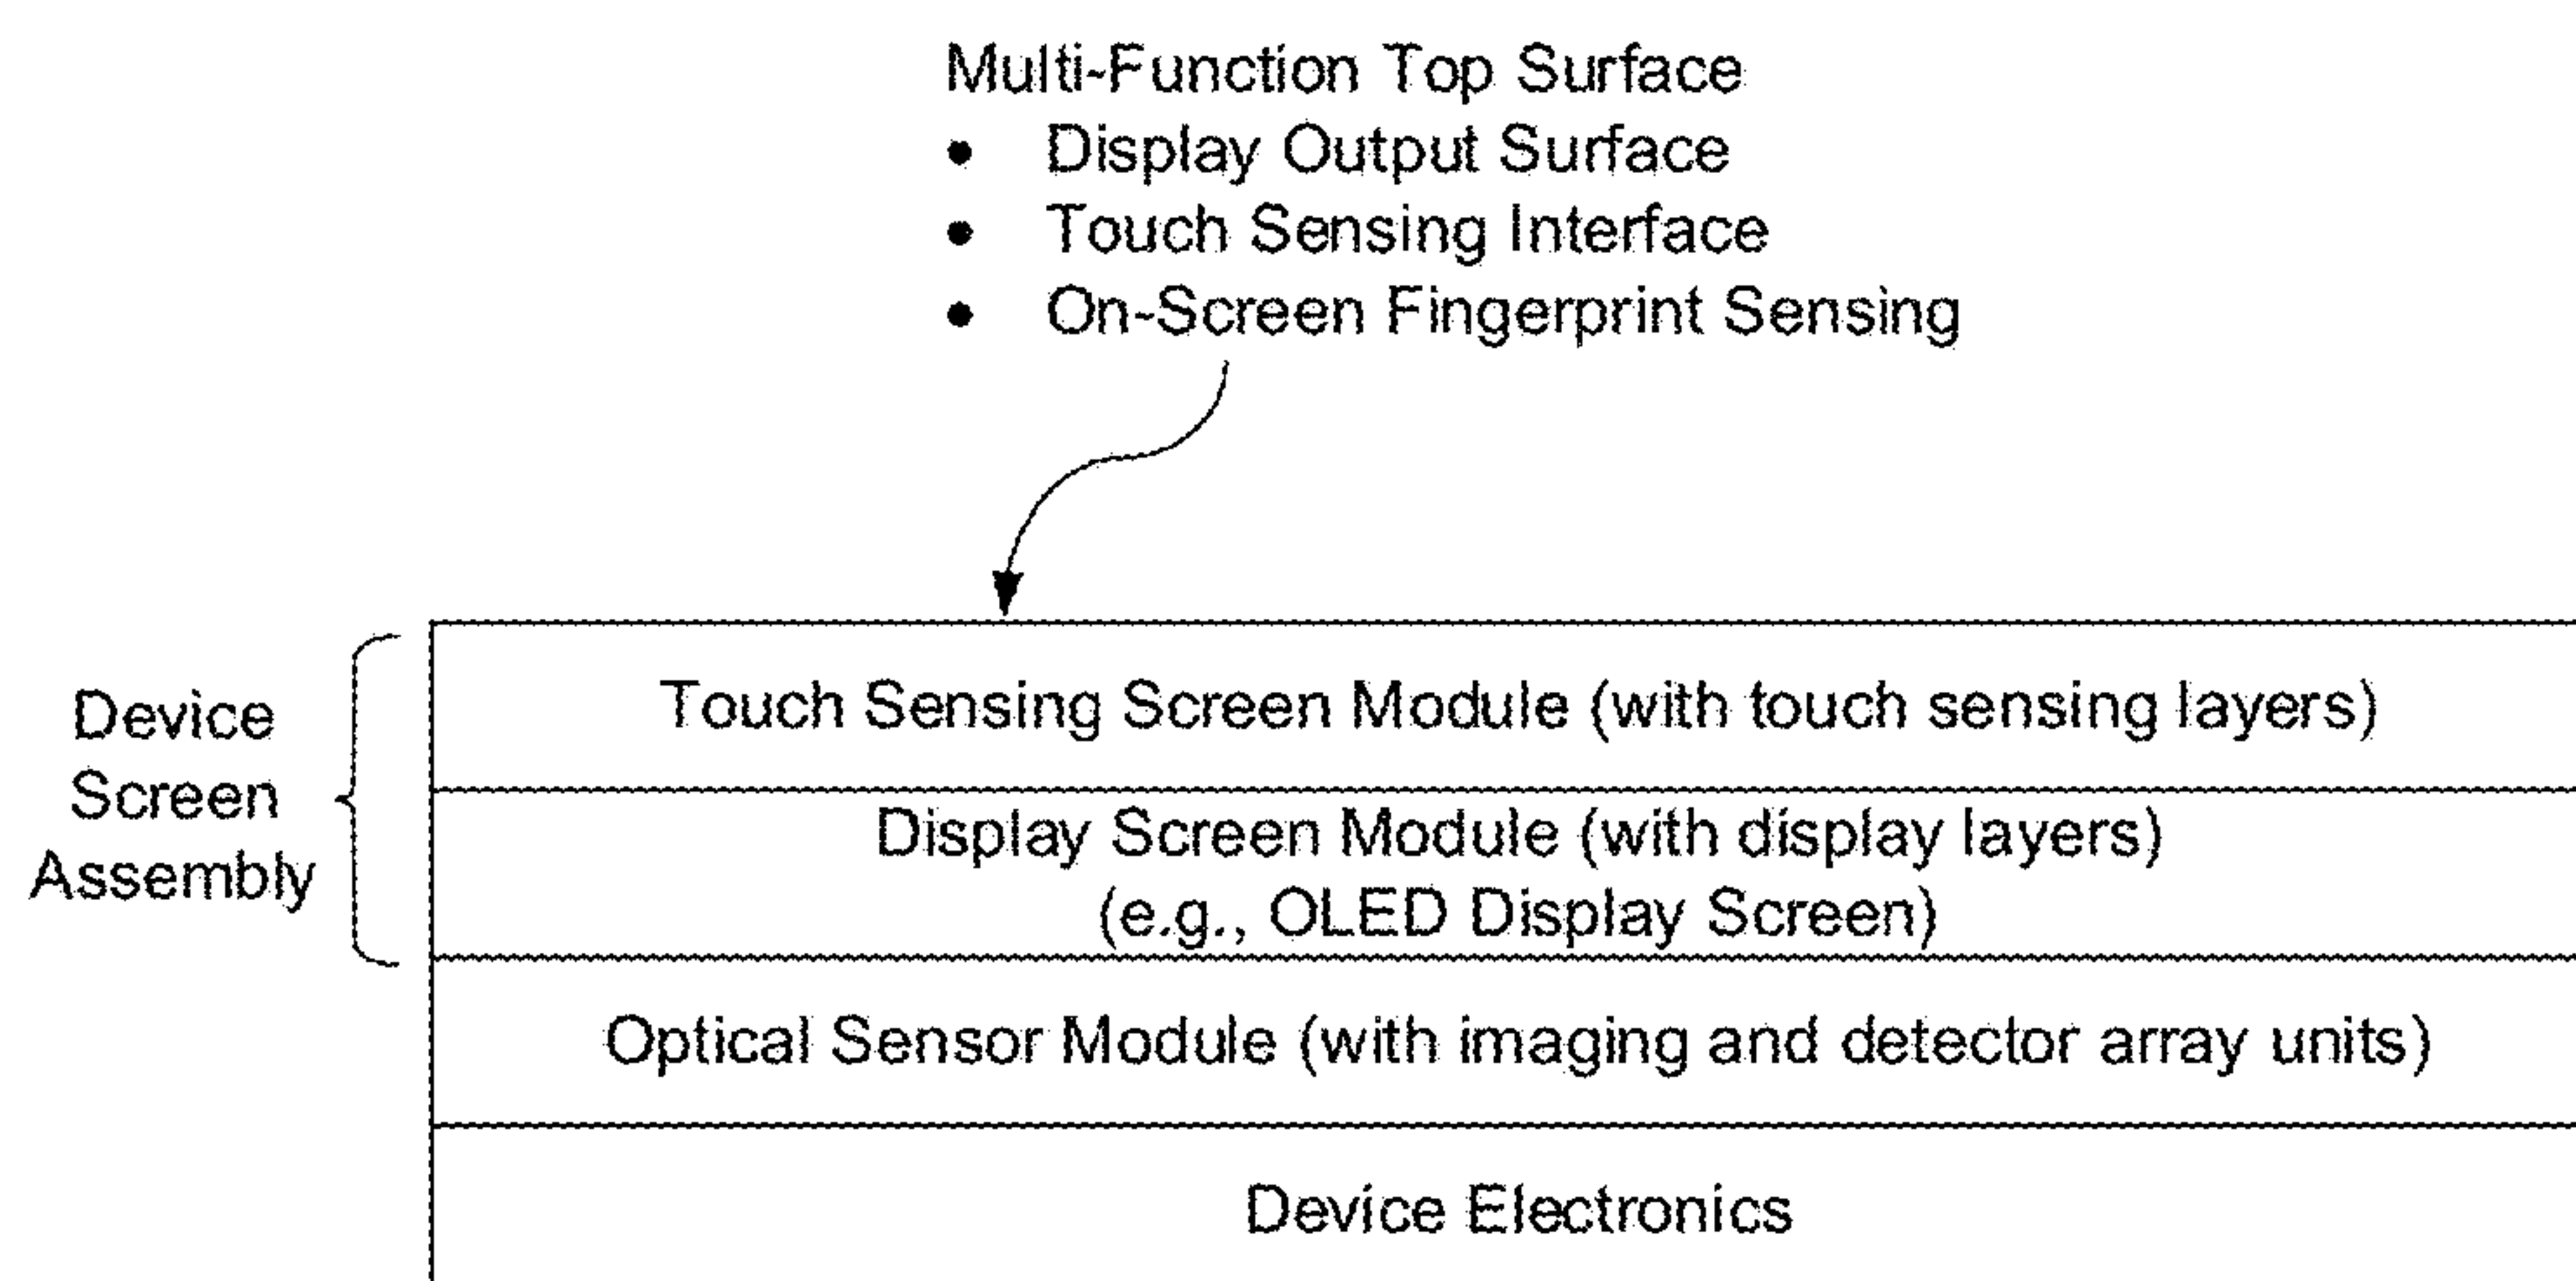 Multi-Function Top Surface
• Display Output Surface
• Touch Sensing Interface
• On-Screen Fingerprint Sensing
Device
Screen
Assembly
Touch Sensing Screen Module (with touch sensing layers)
Display Screen Module (with display layers)
(e.g., OLED Display Screen)
Optical Sensor Module (with imaging and detector array units)
Device Electronics